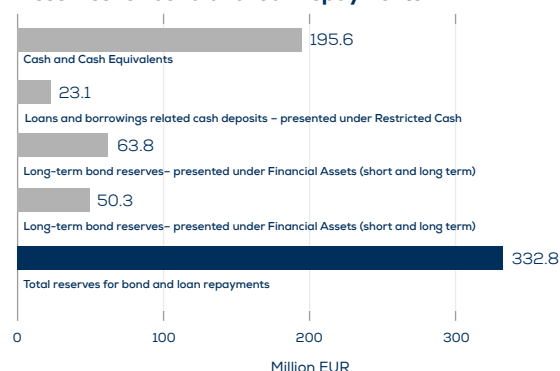 195.6
Cash and Cash Equivalents
23.1
Loans and borrowings related cash deposits – presented under Restricted Cash
63.8
Long-term bond reserves– presented under Financial Assets (short and long term)
50.3
Long-term bond reserves– presented under Financial Assets (short and long term)
332.8
Total reserves for bond and loan repayments
0 100 200 300
Million EUR